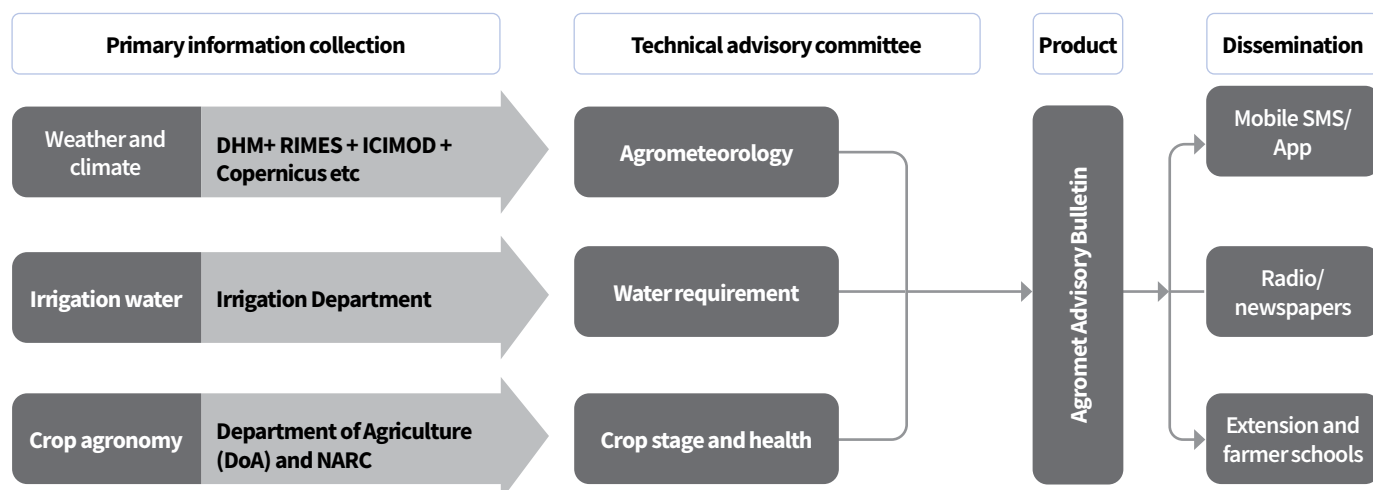 Primary information collection
Technical advisory committee
Product
Dissemination
Weather and
climate
DHM+ RIMES + ICIMOD +
Copernicus etc
Agrometeorology
Mobile SMS/
App
Irrigation water
Irrigation Department
Water requirement
Agromet Advisory Bulletin
Radio/
newspapers
Crop agronomy
Department of Agriculture
(DoA) and NARC
Crop stage and health
Extension and
farmer schools